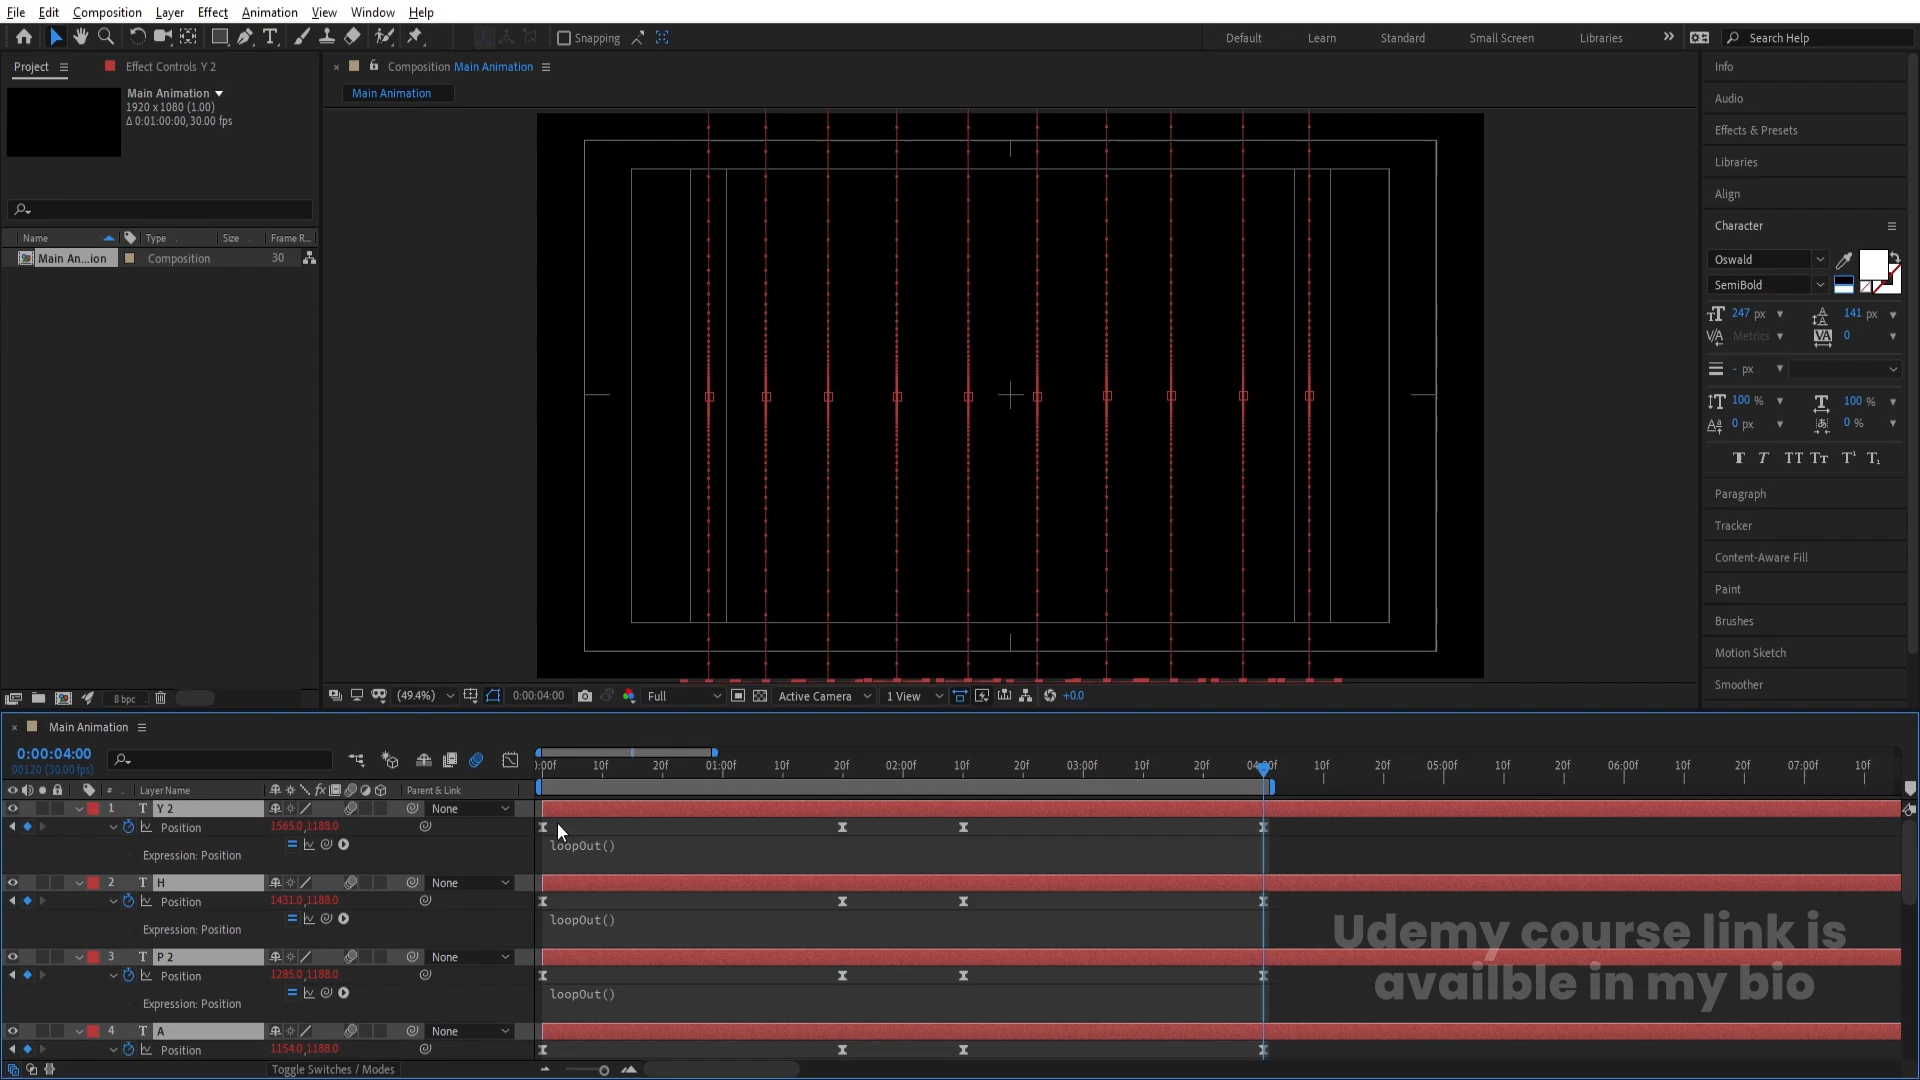 File Edit Composition Layer Effect Animation View Window Help
Snapping
Default Learn Standard Small Screen Libraries
Search Help
Project
Effect Controls Y 2
Main Animation
1920 x 1080 (1.00)
Δ 0:01:00:00, 30.00 fps
Name Type Size Frame R...
Main An...ion Composition 30
8 bpc
Composition Main Animation
Main Animation
(49.4%) 0:00:04:00 Full Active Camera 1 View +0.0
Info
Audio
Effects & Presets
Libraries
Align
Character
Oswald
SemiBold
247 px 141 px
Metrics 0
- px
100 % 100 %
0 px 0 %
T T TT Tт T¹ T₁
Paragraph
Tracker
Content-Aware Fill
Paint
Brushes
Motion Sketch
Smoother
Main Animation
0:00:04:00
00120 (30.00 fps)
# Layer Name fx Parent & Link
:00f 10f 20f 01:00f 10f 20f 02:00f 10f 20f 03:00f 10f 20f 04:00f 10f 20f 05:00f 10f 20f 06:00f 10f 20f 07:00f 10f
1 T Y 2 None
Position 1565.0,1188.0
Expression: Position loopOut()
2 T H None
Position 1431.0,1188.0
Expression: Position loopOut()
3 T P 2 None
Position 1285.0,1188.0
Expression: Position loopOut()
4 T A None
Position 1154.0,1188.0
Toggle Switches / Modes
Udemy course link is
availble in my bio